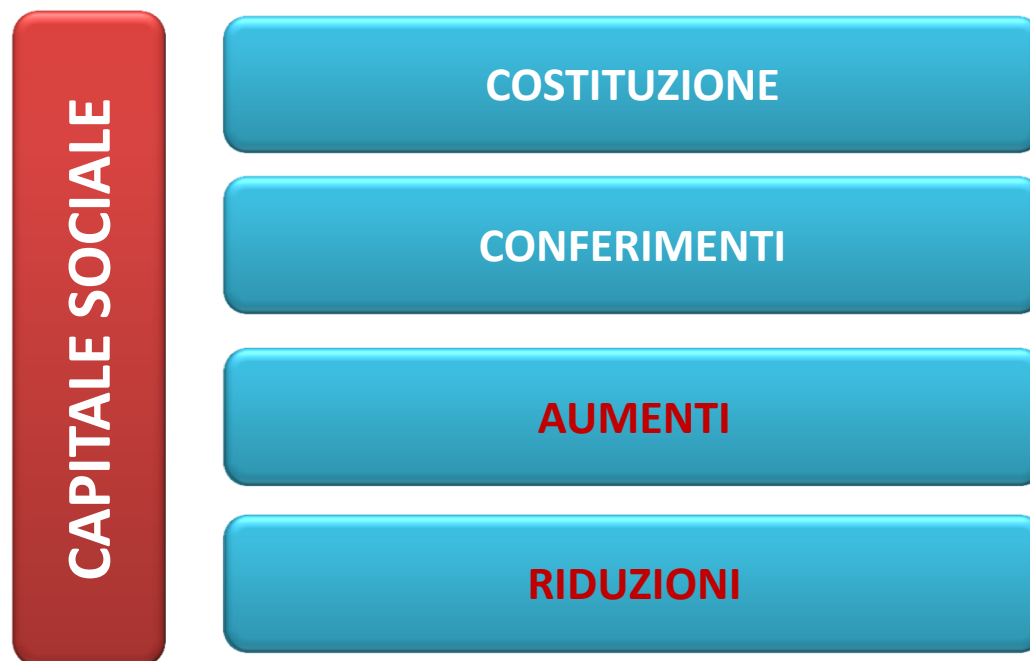 CAPITALE SOCIALE
COSTITUZIONE
CONFERIMENTI
AUMENTI
RIDUZIONI